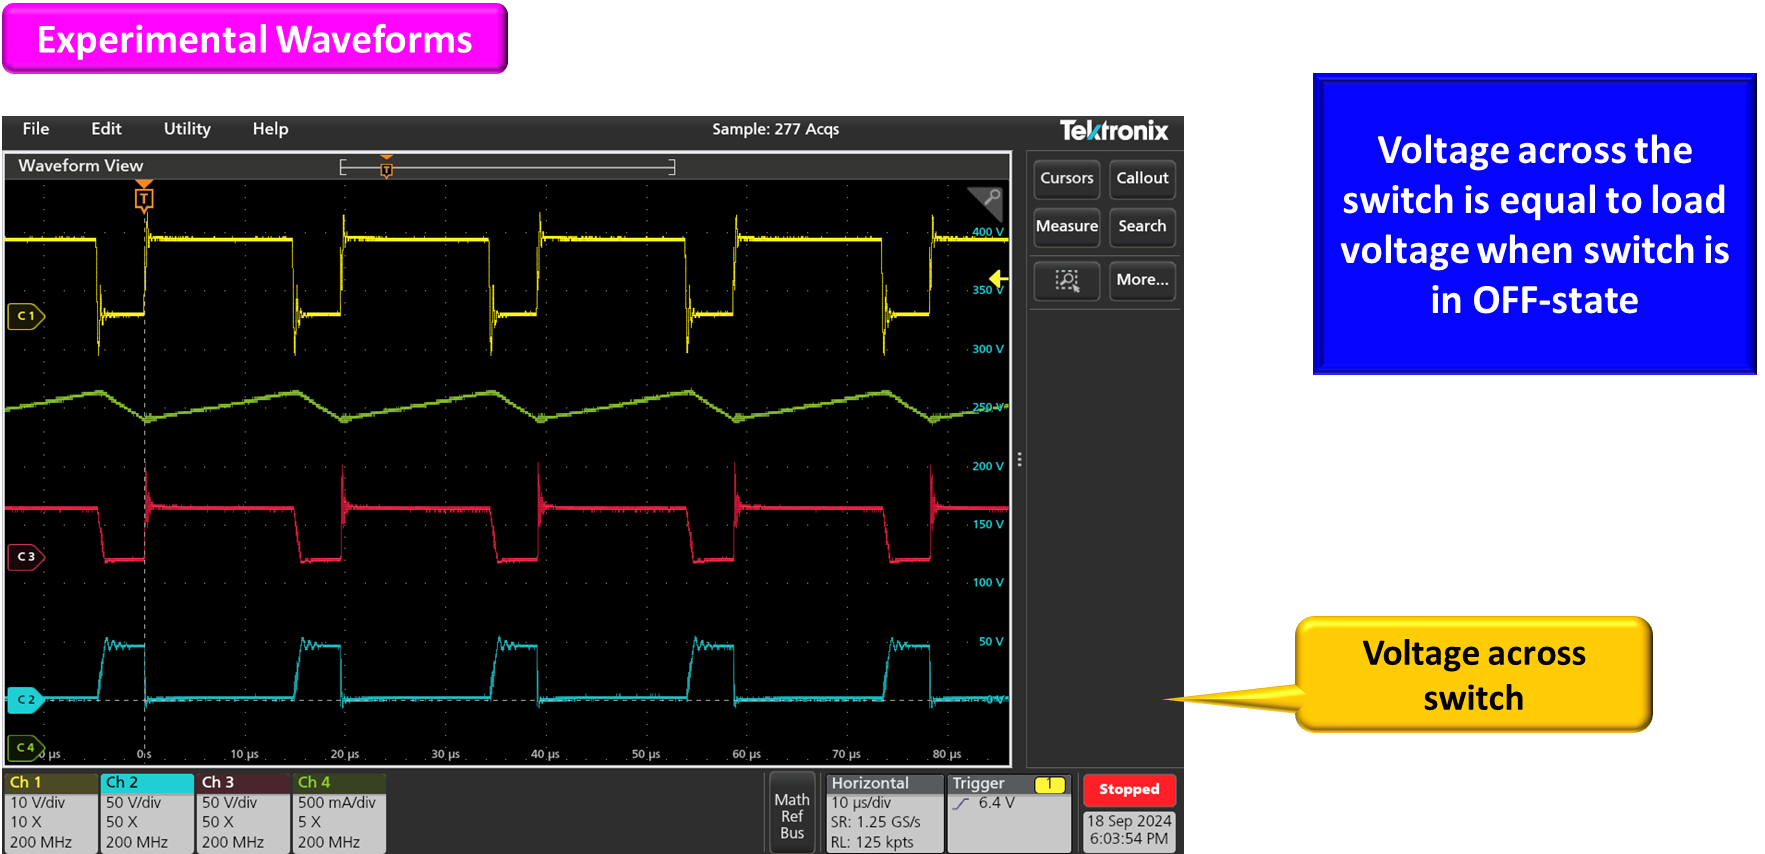 Experimental Waveforms
File Edit Utility Help Sample: 277 Acqs Tektronix
Waveform View
T
T
Cursors Callout
Measure Search
More...
400 V
350 V
300 V
250 V
200 V
150 V
100 V
50 V
0 V
C 1
C 3
C 2
C 4
0 µs 0 s 10 µs 20 µs 30 µs 40 µs 50 µs 60 µs 70 µs 80 µs
Ch 1
10 V/div
10 X
200 MHz
Ch 2
50 V/div
50 X
200 MHz
Ch 3
50 V/div
50 X
200 MHz
Ch 4
500 mA/div
5 X
200 MHz
Math
Ref
Bus
Horizontal
10 µs/div
SR: 1.25 GS/s
RL: 125 kpts
Trigger 1
6.4 V
Stopped
18 Sep 2024
6:03:54 PM
Voltage across the
switch is equal to load
voltage when switch is
in OFF-state
Voltage across
switch